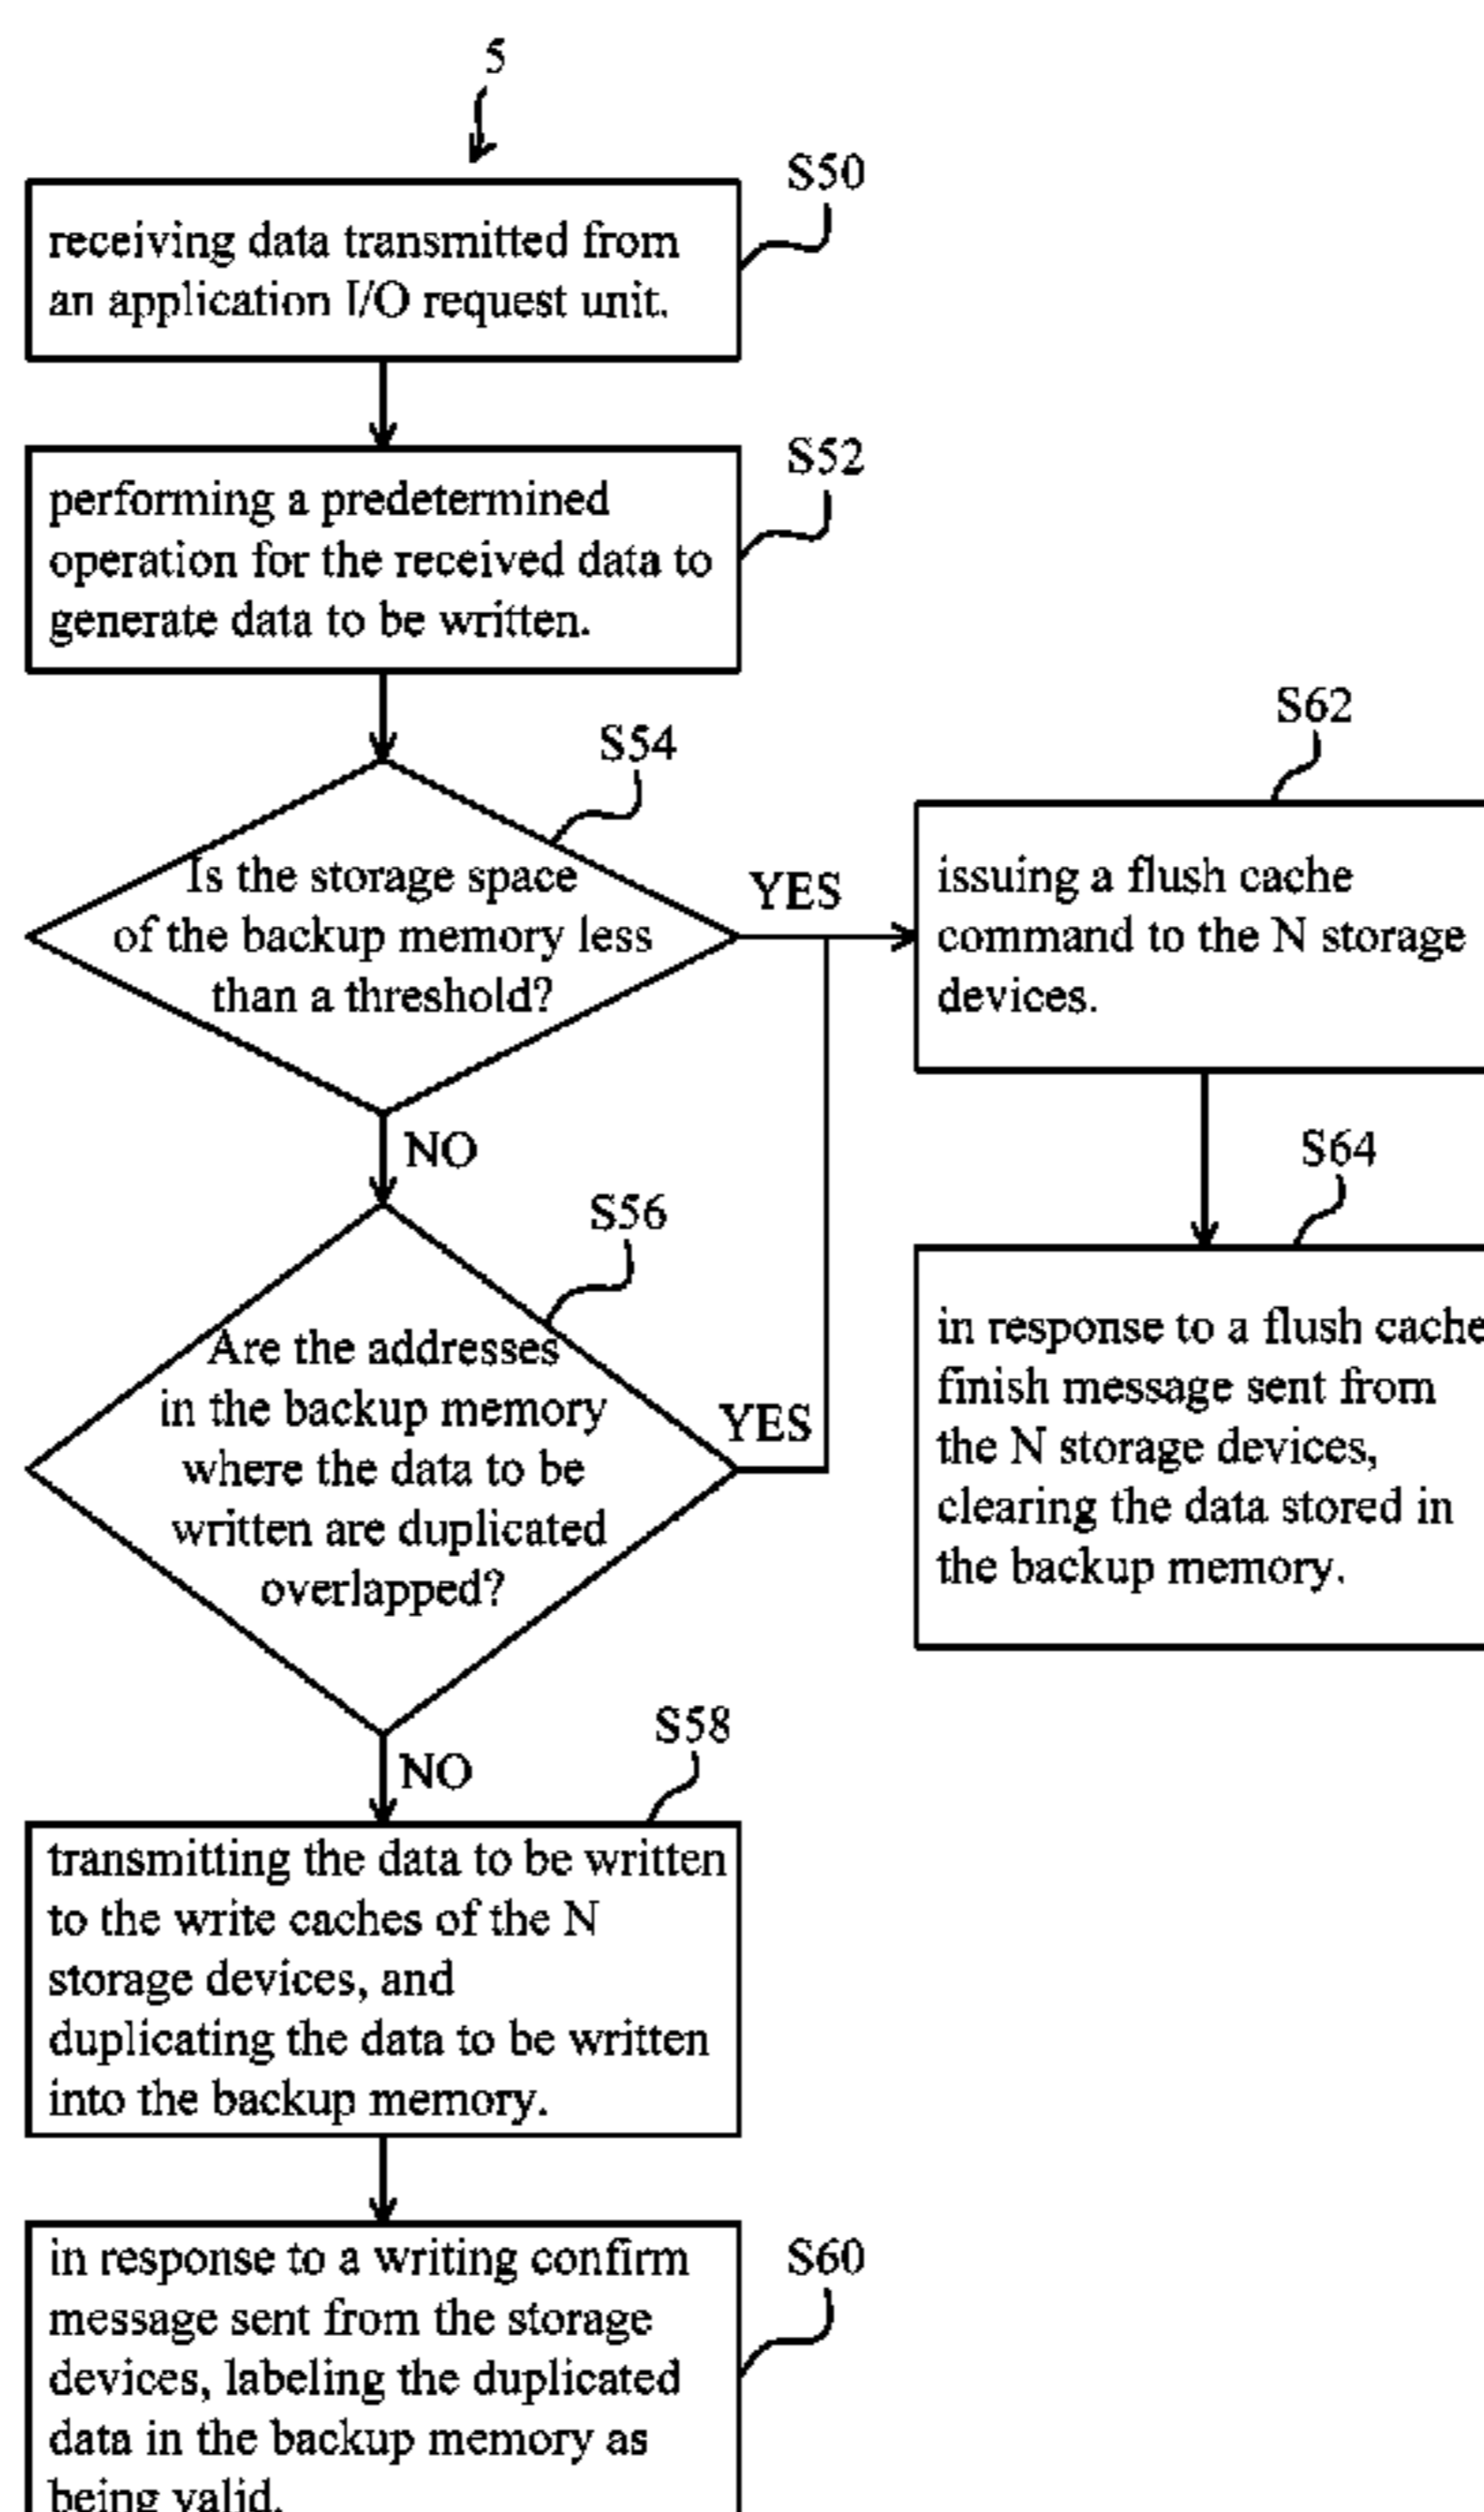 5
S50
receiving data transmitted from
an application I/O request unit.
S52
performing a predetermined
operation for the received data to
generate data to be written.
S54
Is the storage space
of the backup memory less
than a threshold?
YES
NO
S62
issuing a flush cache
command to the N storage
devices.
S64
in response to a flush cache
finish message sent from
the N storage devices,
clearing the data stored in
the backup memory.
S56
Are the addresses
in the backup memory
where the data to be
written are duplicated
overlapped?
YES
NO
S58
transmitting the data to be written
to the write caches of the N
storage devices, and
duplicating the data to be written
into the backup memory.
S60
in response to a writing confirm
message sent from the storage
devices, labeling the duplicated
data in the backup memory as
being valid.